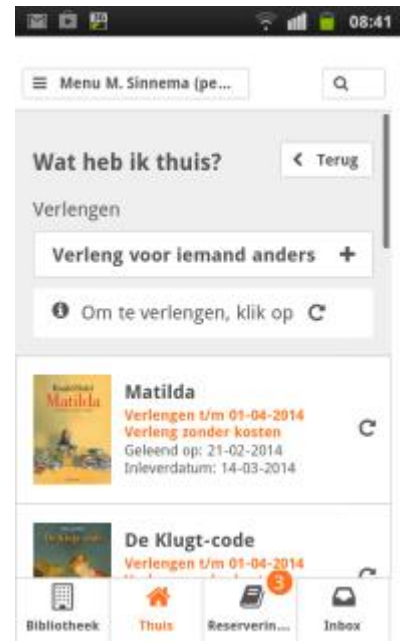 08:41
Menu M. Sinnema (pe...
Wat heb ik thuis?
Terug
Verlengen
Verleng voor iemand anders
Om te verlengen, klik op
Matilda
Matilda
Verlengen t/m 01-04-2014
Verleng zonder kosten
Geleend op: 21-02-2014
Inleverdatum: 14-03-2014
De Klugt-code
Verlengen t/m 01-04-2014
3
Bibliotheek
Thuis
Reserverin....
Inbox